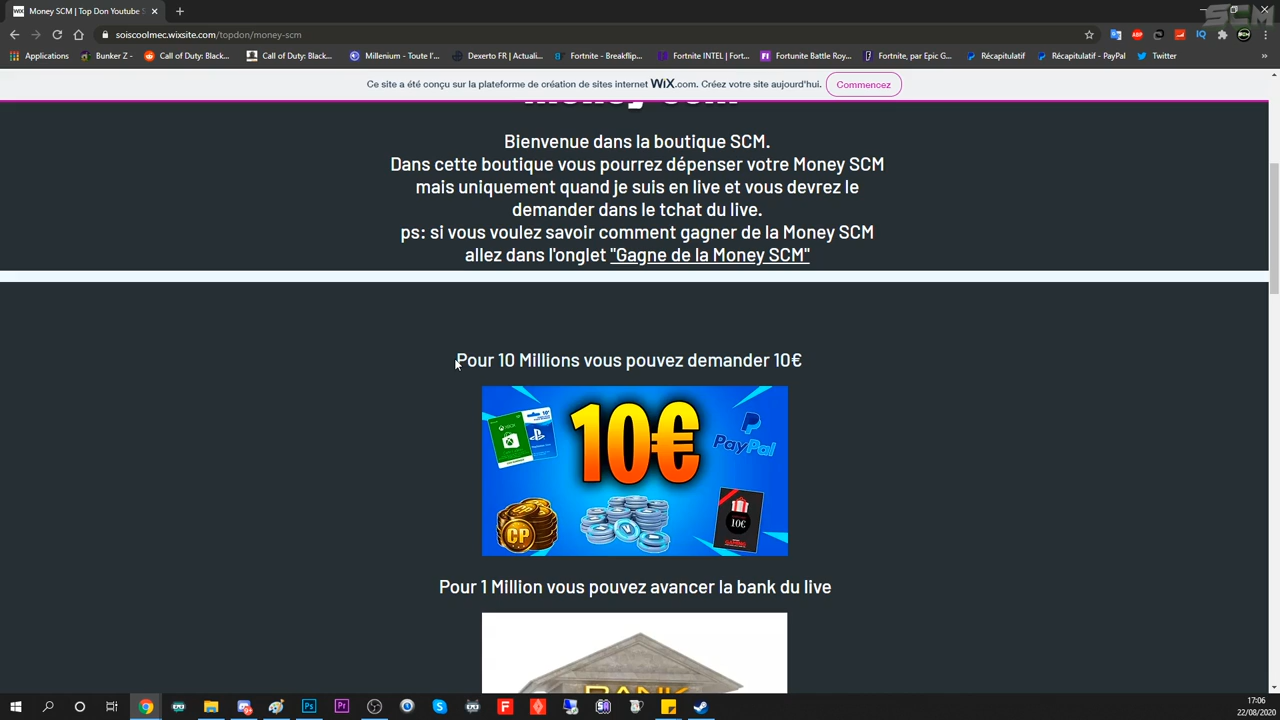 Money SCM | Top Don Youtube S
SCM
soiscoolmec.wixsite.com/topdon/money-scm
Applications
Bunker Z -
Call of Duty: Black...
Call of Duty: Black...
Millenium - Toute l'...
Dexerto FR | Actuali...
Fortnite - Breakflip...
Fortnite INTEL | Fort...
Fortunite Battle Roy...
Fortnite, par Epic G...
Récapitulatif
Récapitulatif - PayPal
Twitter
Ce site a été conçu sur la plateforme de création de sites internet WiX.com. Créez votre site aujourd'hui.
Commencez
Bienvenue dans la boutique SCM.
Dans cette boutique vous pourrez dépenser votre Money SCM
mais uniquement quand je suis en live et vous devrez le
demander dans le tchat du live.
ps: si vous voulez savoir comment gagner de la Money SCM
allez dans l'onglet "Gagne de la Money SCM"
Pour 10 Millions vous pouvez demander 10€
10€
XBOX
PayPal
CP
V
10€
Pour 1 Million vous pouvez avancer la bank du live
BANK
17:06
22/08/2020